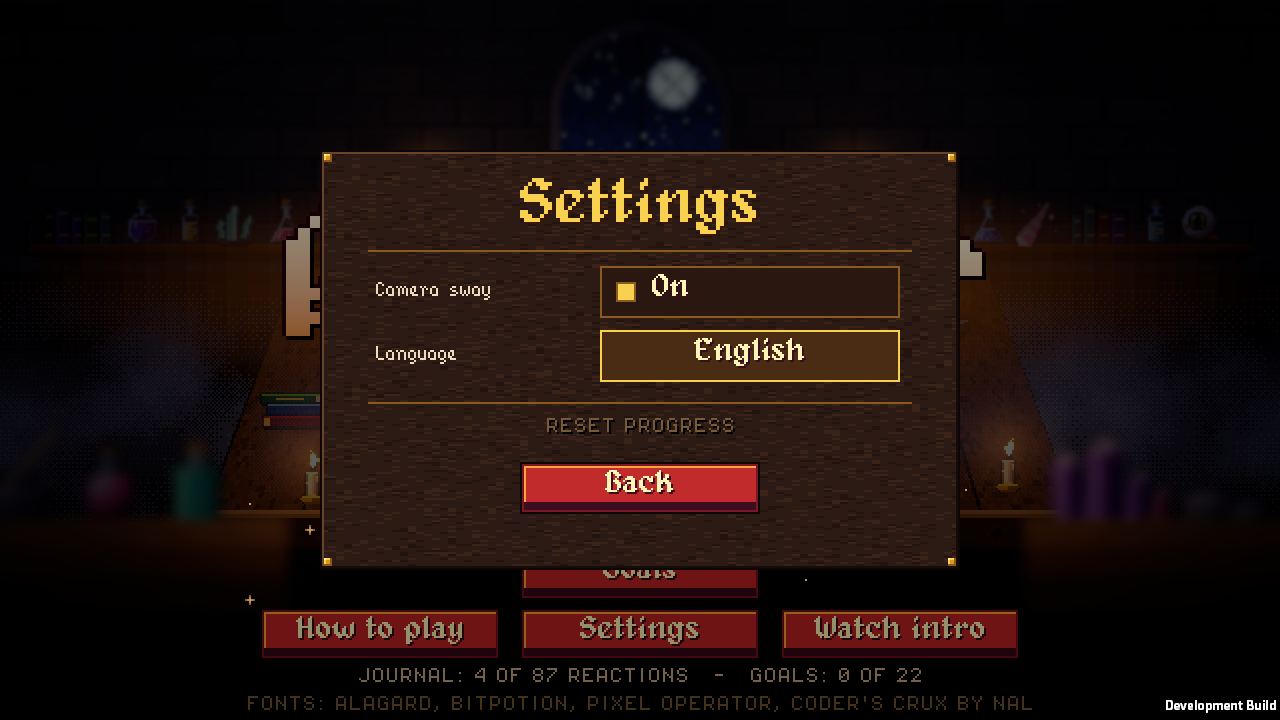 Settings
Camera sway
On
Language
English
RESET PROGRESS
Back
Goals
How to play
Settings
Watch intro
JOURNAL: 4 OF 87 REACTIONS - GOALS: 0 OF 22
FONTS: ALAGARD, BITPOTION, PIXEL OPERATOR, CODER'S CRUX BY NAL
Development Build